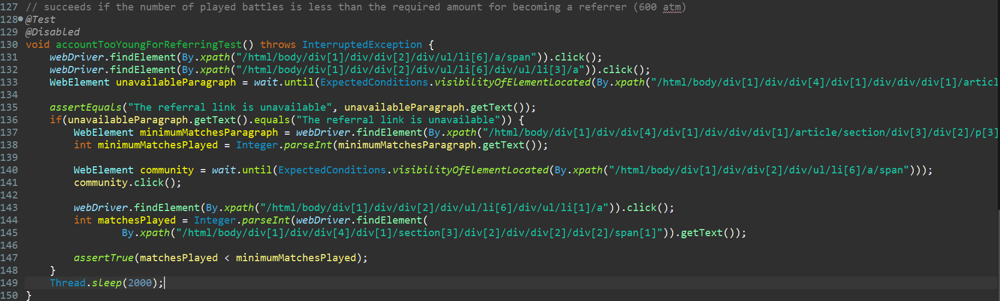 127 // succeeds if the number of played battles is less than the required amount for becoming a referrer (600 atm)
128 @Test
129 @Disabled
130 void accountTooYoungForReferringTest() throws InterruptedException {
131 webDriver.findElement(By.xpath("/html/body/div[1]/div/div[2]/div/ul/li[6]/a/span")).click();
132 webDriver.findElement(By.xpath("/html/body/div[1]/div/div[2]/div/ul/li[6]/div/ul/li[3]/a")).click();
133 WebElement unavailableParagraph = wait.until(ExpectedConditions.visibilityOfElementLocated(By.xpath("/html/body/div[1]/div/div[4]/div[1]/div/div/div[1]/articl
134
135 assertEquals("The referral link is unavailable", unavailableParagraph.getText());
136 if(unavailableParagraph.getText().equals("The referral link is unavailable")) {
137 WebElement minimumMatchesParagraph = webDriver.findElement(By.xpath("/html/body/div[1]/div/div[4]/div[1]/div/div/div[1]/article/section/div[3]/div[2]/p[3]
138 int minimumMatchesPlayed = Integer.parseInt(minimumMatchesParagraph.getText());
139
140 WebElement community = wait.until(ExpectedConditions.visibilityOfElementLocated(By.xpath("/html/body/div[1]/div/div[2]/div/ul/li[6]/a/span")));
141 community.click();
142
143 webDriver.findElement(By.xpath("/html/body/div[1]/div/div[2]/div/ul/li[6]/div/ul/li[1]/a")).click();
144 int matchesPlayed = Integer.parseInt(webDriver.findElement(
145 By.xpath("/html/body/div[1]/div/div[4]/div[1]/section[3]/div[2]/div/div[2]/div[2]/span[1]")).getText());
146
147 assertTrue(matchesPlayed < minimumMatchesPlayed);
148 }
149 Thread.sleep(2000);
150 }